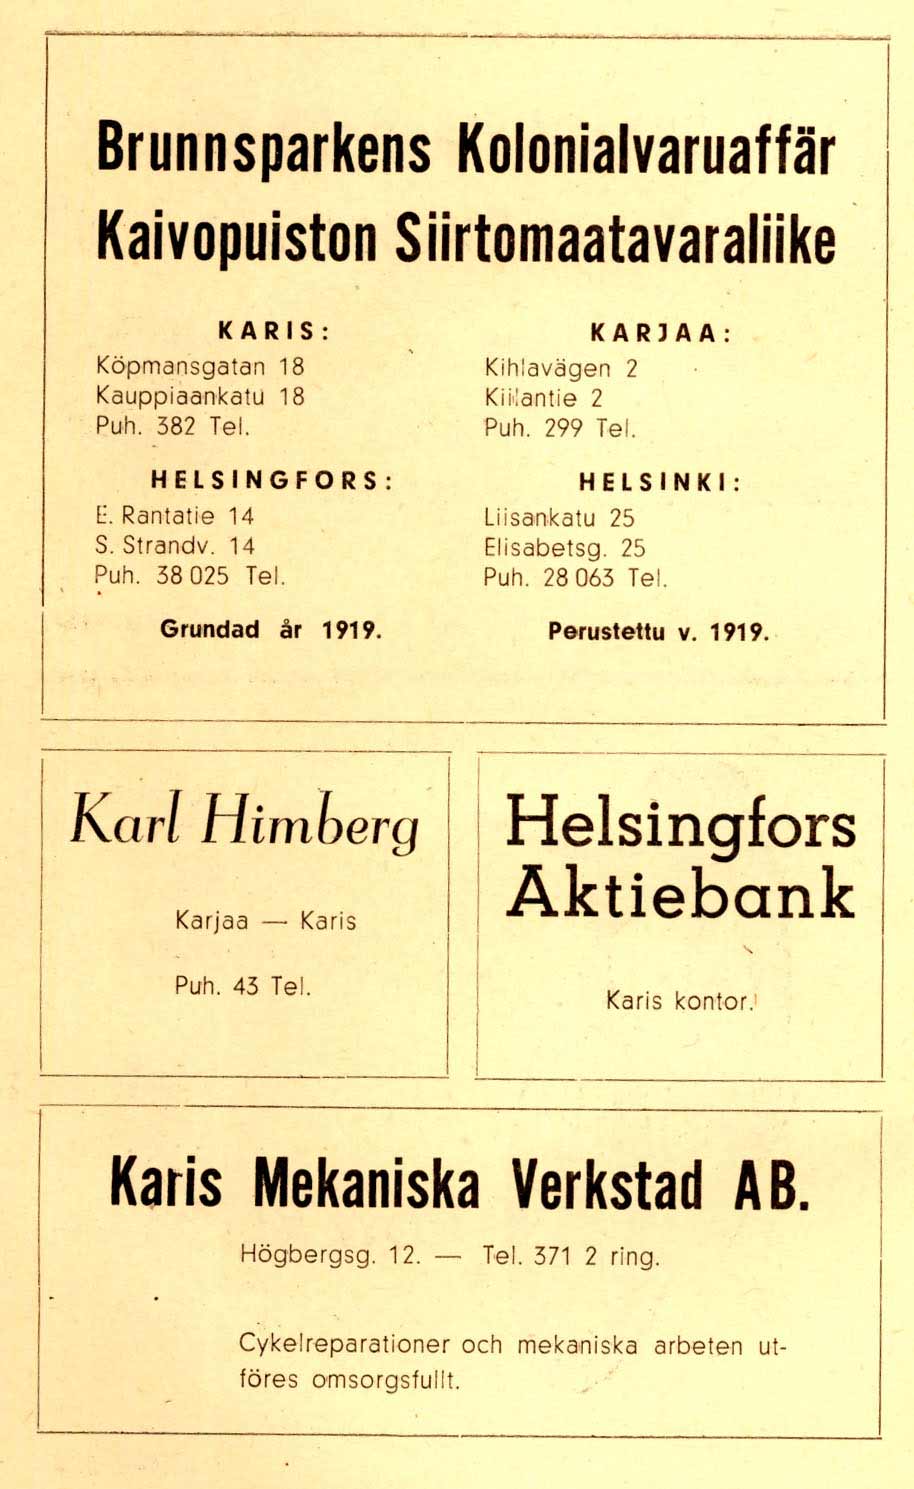 Brunnsparkens Kolonialvaruaffär
Kaivopuiston Siirtomaatavaraliike
KARIS:
Köpmansgatan 18
Kauppiaankatu 18
Puh. 382 Tel.
KARJAA:
Kihlavägen 2
Kiilantie 2
Puh. 299 Tel.
HELSINGFORS:
E. Rantatie 14
S. Strandv. 14
Puh. 38 025 Tel.
HELSINKI:
Liisankatu 25
Elisabetsg. 25
Puh. 28 063 Tel.
Grundad år 1919.
Perustettu v. 1919.
Karl Himberg
Karjaa — Karis
Puh. 43 Tel.
Helsingfors
Aktiebank
Karis kontor.
Karis Mekaniska Verkstad AB.
Högbergsg. 12. — Tel. 371 2 ring.
Cykelreparationer och mekaniska arbeten ut-
föres omsorgsfullt.